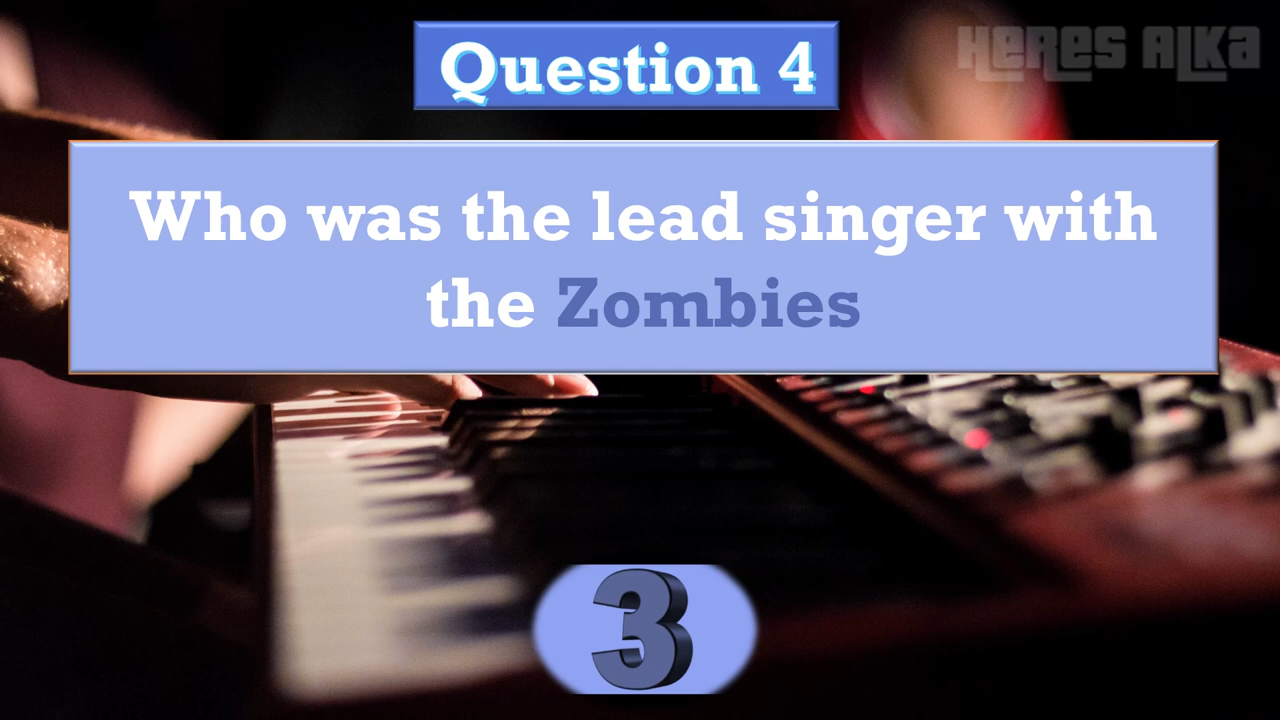 HERES ALKA
Question 4
Who was the lead singer with
the Zombies
3